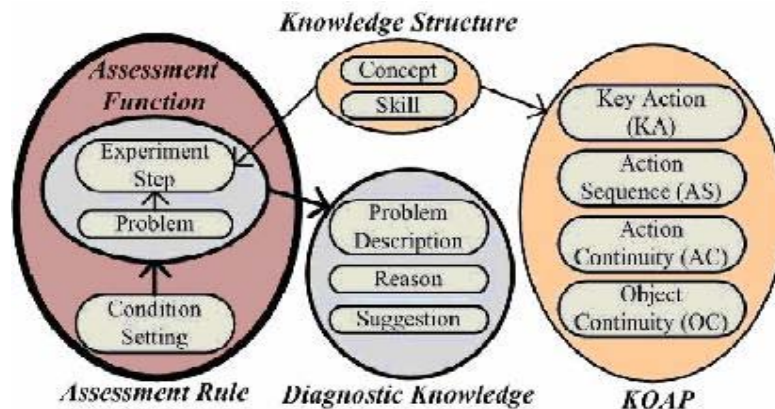 Knowledge Structure
Assessment
Function
Concept
Skill
Experiment
Step
Problem
Condition
Setting
Assessment Rule
Problem
Description
Reason
Suggestion
Diagnostic Knowledge
Key Action
(KA)
Action
Sequence (AS)
Action
Continuity (AC)
Object
Continuity (OC)
KOAP